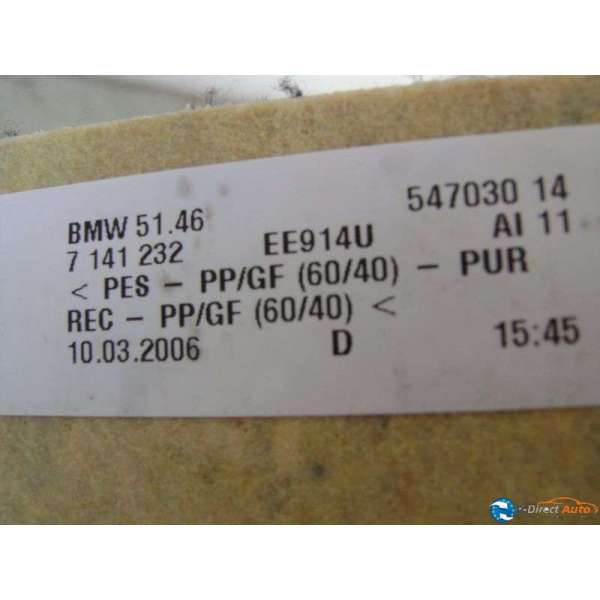 547030 14
BMW 51.46
7 141 232 EE914U AI 11
< PES - PP/GF (60/40) - PUR
REC - PP/GF (60/40) <
10.03.2006 D 15:45
Direct Auto